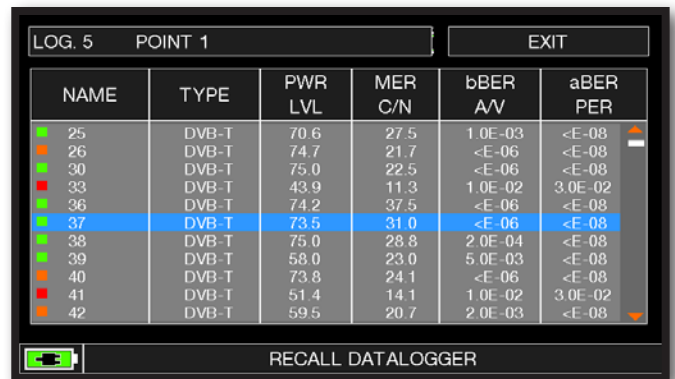 LOG. 5 POINT 1 EXIT
NAME TYPE PWR LVL MER C/N bBER A/V aBER PER
25 DVB-T 70.6 27.5 1.0E-03 <E-08
26 DVB-T 74.7 21.7 <E-06 <E-08
30 DVB-T 75.0 22.5 <E-06 <E-08
33 DVB-T 43.9 11.3 1.0E-02 3.0E-02
36 DVB-T 74.2 37.5 <E-06 <E-08
37 DVB-T 73.5 31.0 <E-06 <E-08
38 DVB-T 75.0 28.8 2.0E-04 <E-08
39 DVB-T 58.0 23.0 5.0E-03 <E-08
40 DVB-T 73.8 24.1 <E-06 <E-08
41 DVB-T 51.4 14.1 1.0E-02 3.0E-02
42 DVB-T 59.5 20.7 2.0E-03 <E-08
RECALL DATALOGGER